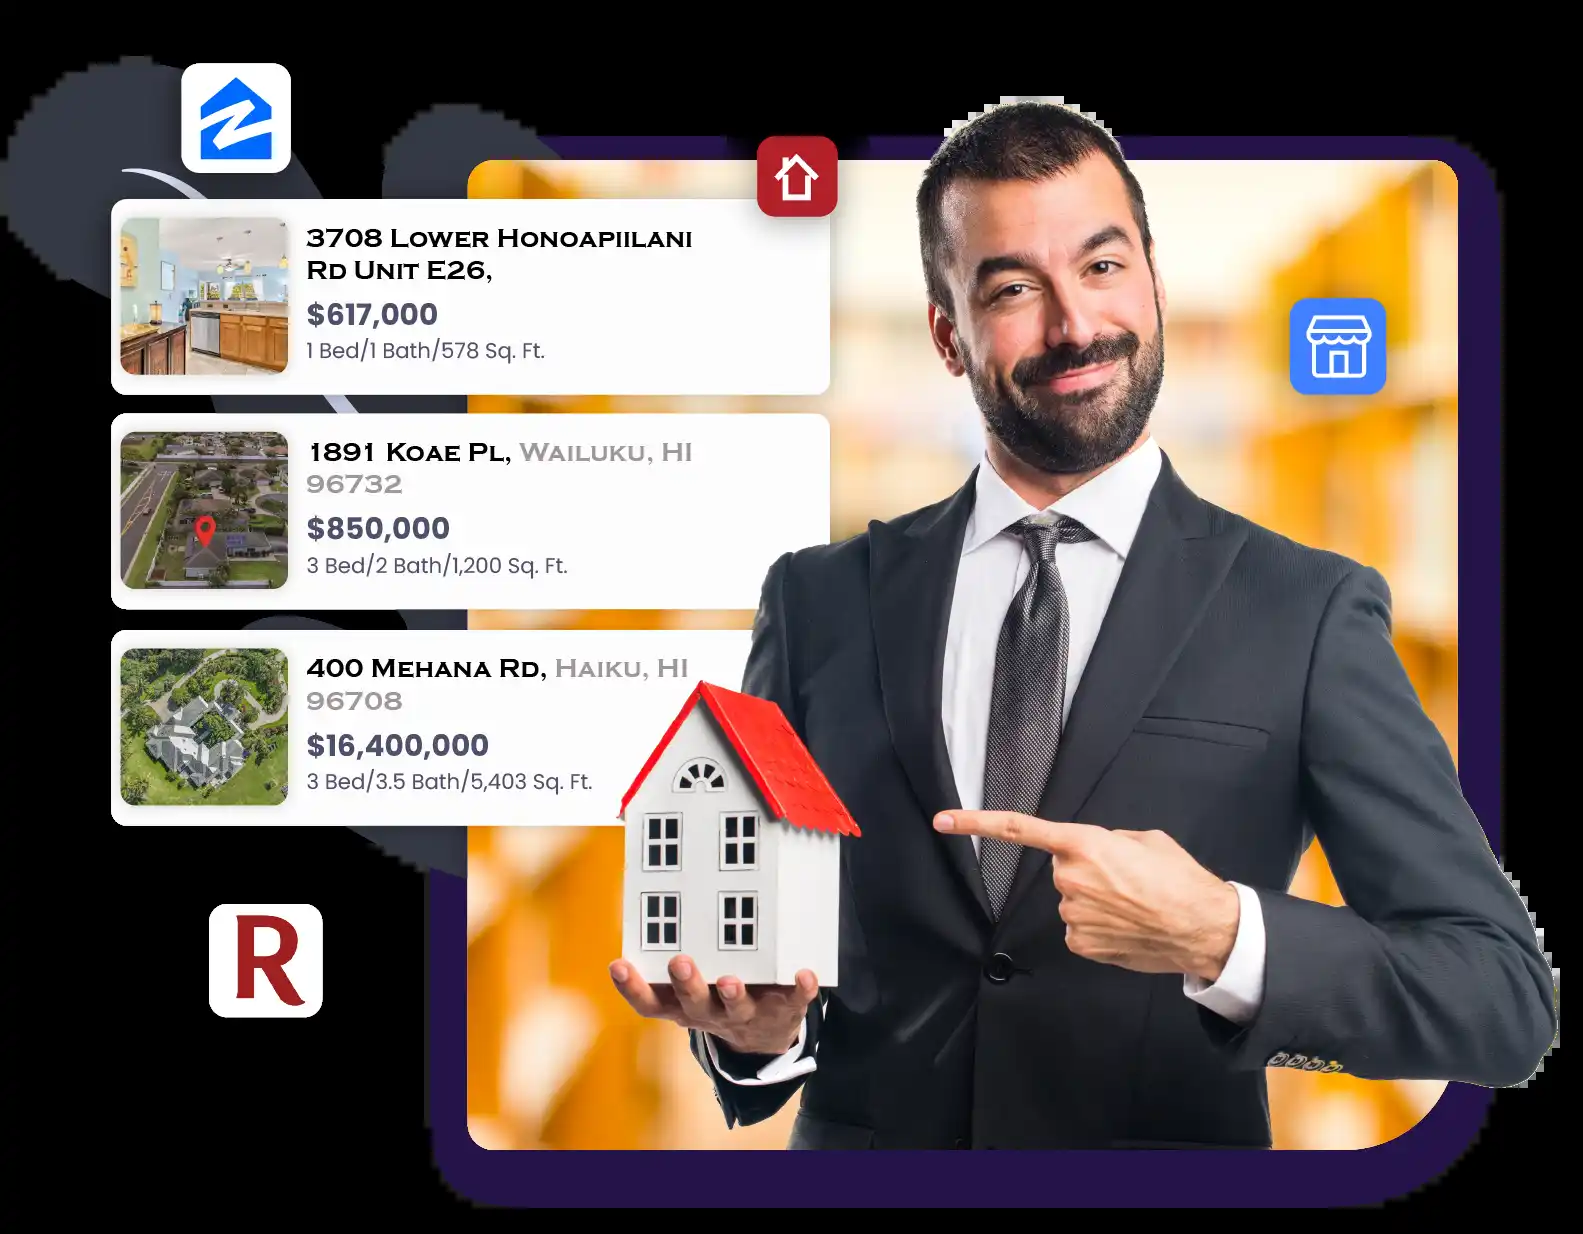 3708 Lower Honoapiilani
Rd Unit E26,
$617,000
1 Bed/1 Bath/578 Sq. Ft.
1891 Koae Pl, Wailuku, HI
96732
$850,000
3 Bed/2 Bath/1,200 Sq. Ft.
400 Mehana Rd, Haiku, HI
96708
$16,400,000
3 Bed/3.5 Bath/5,403 Sq. Ft.
R